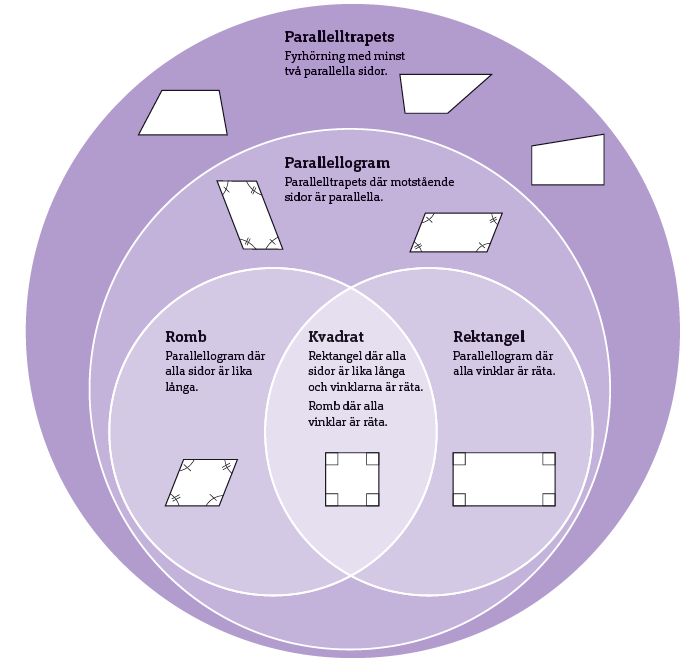 Parallelltrapets
Fyrhörning med minst
två parallella sidor.
Parallellogram
Parallelltrapets där motstående
sidor är parallella.
Romb
Parallellogram där
alla sidor är lika
långa.
Kvadrat
Rektangel där alla
sidor är lika långa
och vinklarna är räta.
Romb där alla
vinklar är räta.
Rektangel
Parallellogram där
alla vinklar är räta.